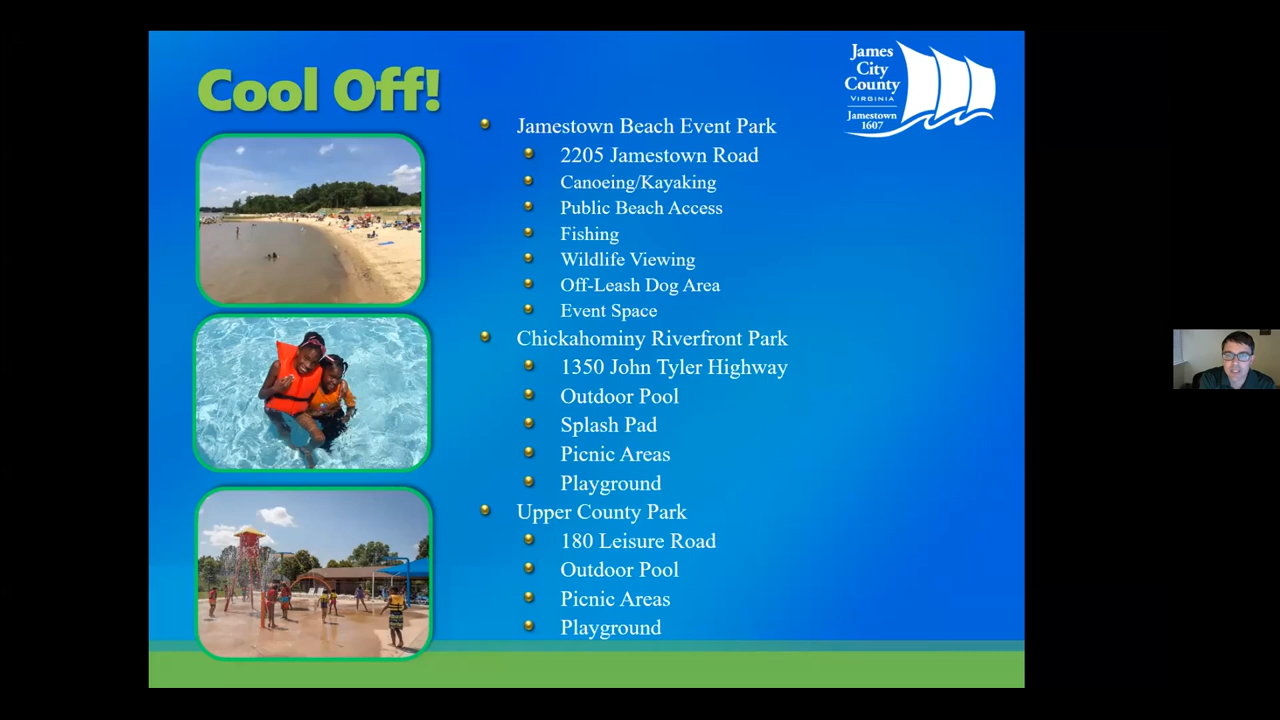 Cool Off!
James
City
County
VIRGINIA
Jamestown
1607
Jamestown Beach Event Park
2205 Jamestown Road
Canoeing/Kayaking
Public Beach Access
Fishing
Wildlife Viewing
Off-Leash Dog Area
Event Space
Chickahominy Riverfront Park
1350 John Tyler Highway
Outdoor Pool
Splash Pad
Picnic Areas
Playground
Upper County Park
180 Leisure Road
Outdoor Pool
Picnic Areas
Playground